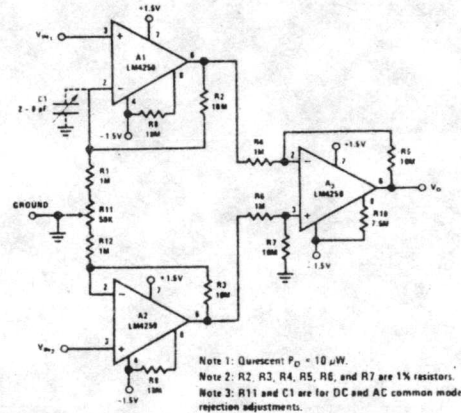 +1.5V
VIN1
3
7
A1
LM4250
6
2
4
8
R2
10M
C1
2 - 8 pF
-1.5V
R8
10M
R1
1M
GROUND
R11
50K
R12
1M
R4
1M
+1.5V
R5
10M
2
7
A3
LM4250
6
VO
R6
1M
3
4
8
R7
10M
R10
7.5M
-1.5V
+1.5V
2
7
R3
10M
A2
LM4250
6
VIN2
3
4
8
R9
10M
-1.5V
Note 1: Quiescent PD = 10 µW.
Note 2: R2, R3, R4, R5, R6, and R7 are 1% resistors.
Note 3: R11 and C1 are for DC and AC common mode
rejection adjustments.